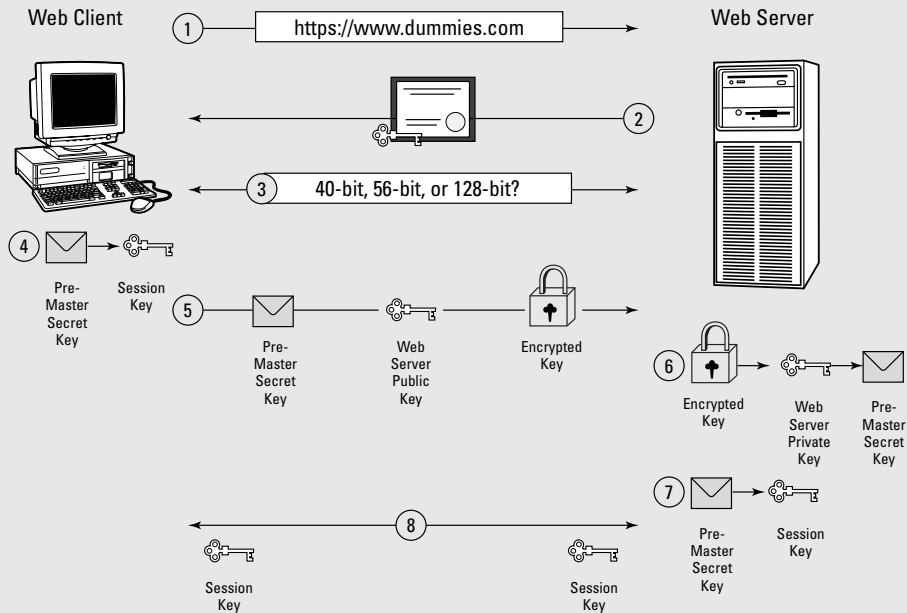 Web Client
Web Server
1
https://www.dummies.com
2
3
40-bit, 56-bit, or 128-bit?
4
Pre-
Master
Secret
Key
Session
Key
5
Pre-
Master
Secret
Key
Web
Server
Public
Key
Encrypted
Key
6
Encrypted
Key
Web
Server
Private
Key
Pre-
Master
Secret
Key
7
Pre-
Master
Secret
Key
Session
Key
8
Session
Key
Session
Key